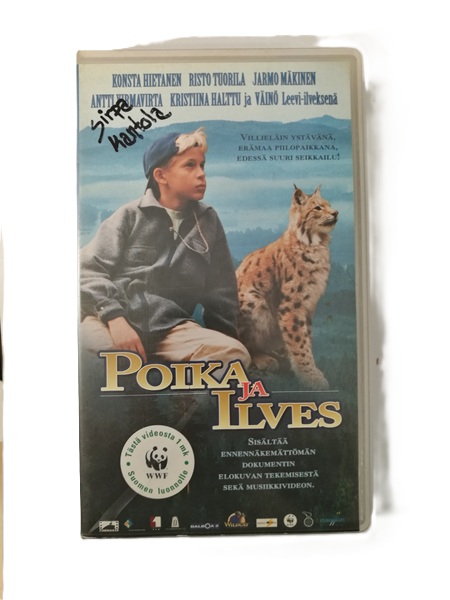 KONSTA HIETANEN RISTO TUORILA JARMO MÄKINEN
ANTTI VIRMAVIRTA KRISTIINA HALTTU ja VÄINÖ Leevi-ilveksenä
Sirpa
Kartola
VILLIELÄIN YSTÄVÄNÄ,
ERÄMAA PIILOPAIKKANA,
EDESSÄ SUURI SEIKKAILU!
POIKA
JA
ILVES
SISÄLTÄÄ
ENNENNÄKEMÄTTÖMÄN
DOKUMENTIN
ELOKUVAN TEKEMISESTÄ
SEKÄ MUSIIKKIVIDEON.
Tästä videosta 1 mk
WWF
Suomen luonnolle
WWF